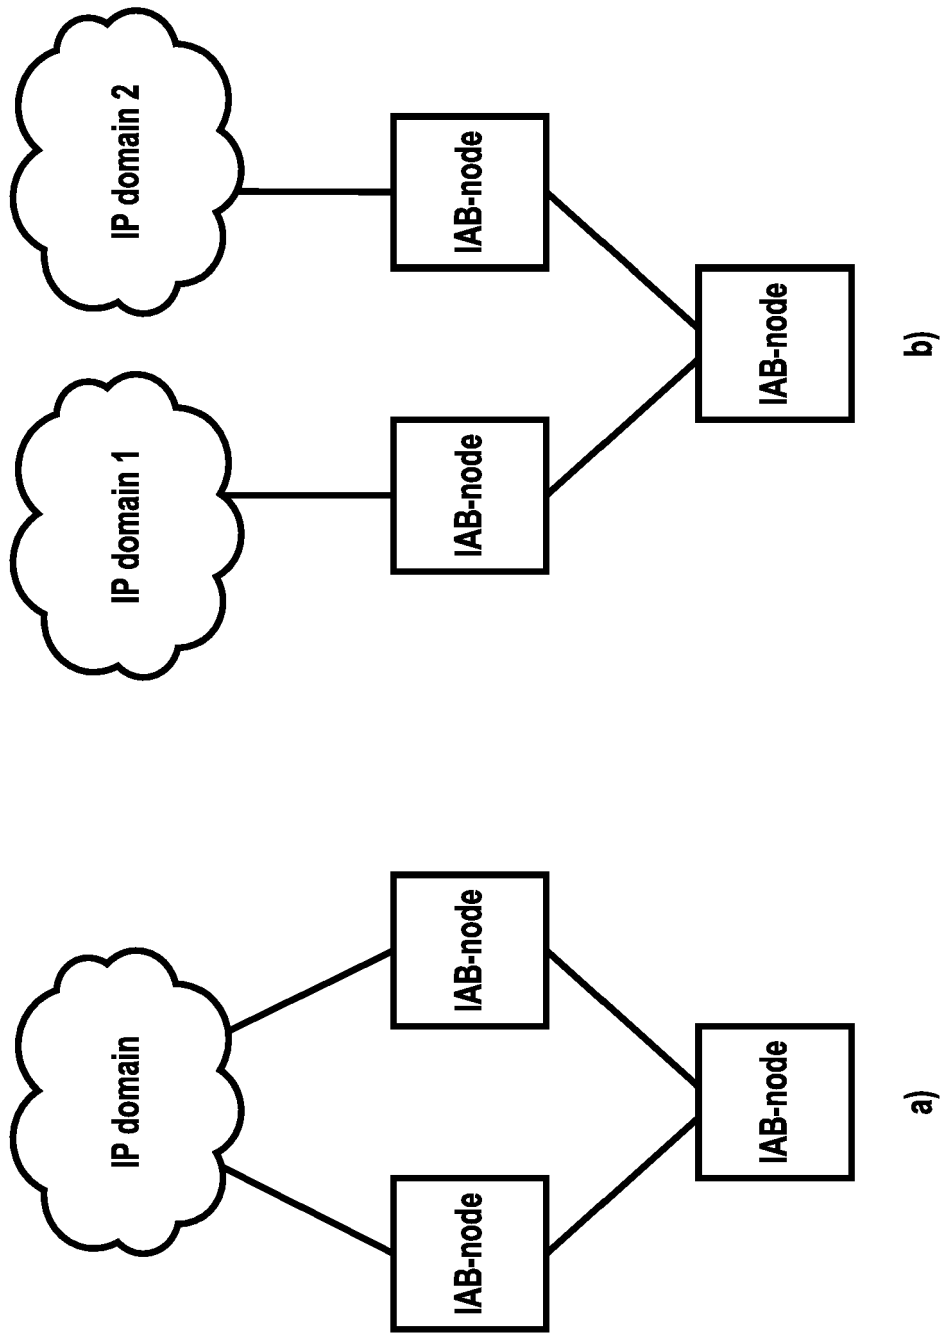 IP domain
IAB-node
IAB-node
IAB-node
a)
IP domain 1
IP domain 2
IAB-node
IAB-node
IAB-node
b)